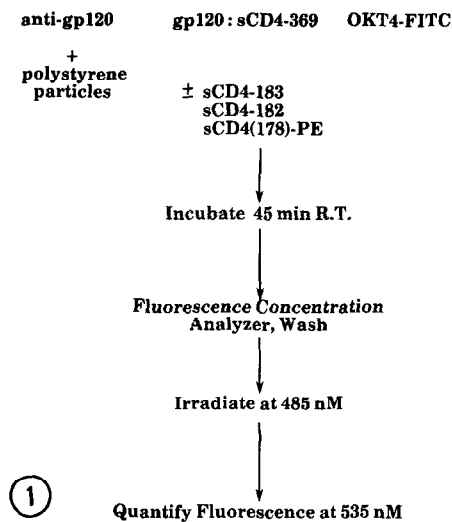 anti-gp120 gp120:sCD4-369 OKT4-FITC
+
polystyrene
particles
± sCD4-183
sCD4-182
sCD4(178)-PE
Incubate 45 min R.T.
Fluorescence Concentration
Analyzer, Wash
Irradiate at 485 nM
1
Quantify Fluorescence at 535 nM